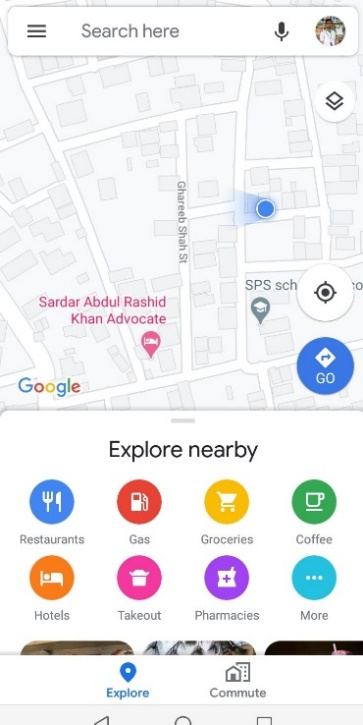 Search here
Ghareeb Shah St
SPS sch
co
Sardar Abdul Rashid
Khan Advocate
Google
GO
Explore nearby
Restaurants
Gas
Groceries
Coffee
Hotels
Takeout
Pharmacies
More
Explore
Commute